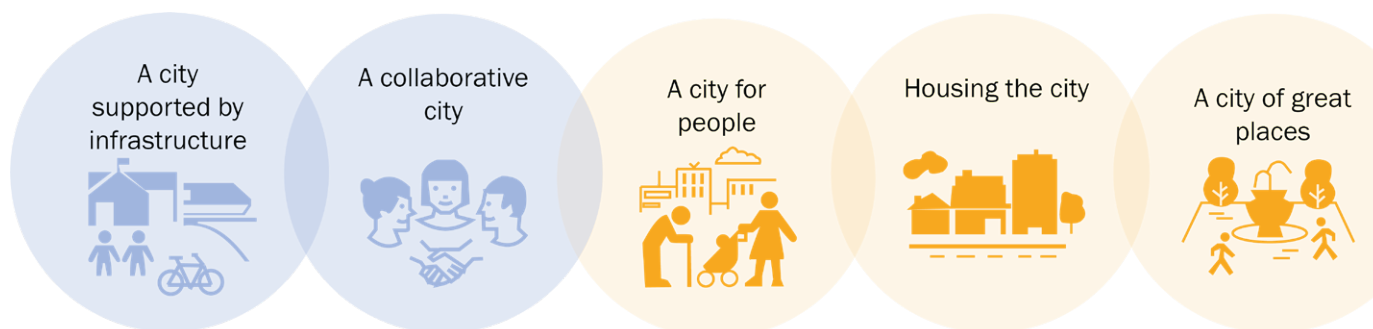 A city
supported by
infrastructure
A collaborative
city
A city for
people
Housing the city
A city of great
places